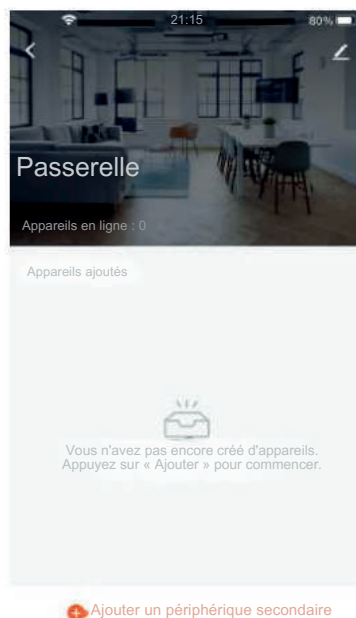 21:15
80%
Passerelle
Appareils en ligne : 0
Appareils ajoutés
Vous n'avez pas encore créé d'appareils.
Appuyez sur « Ajouter » pour commencer.
Ajouter un périphérique secondaire